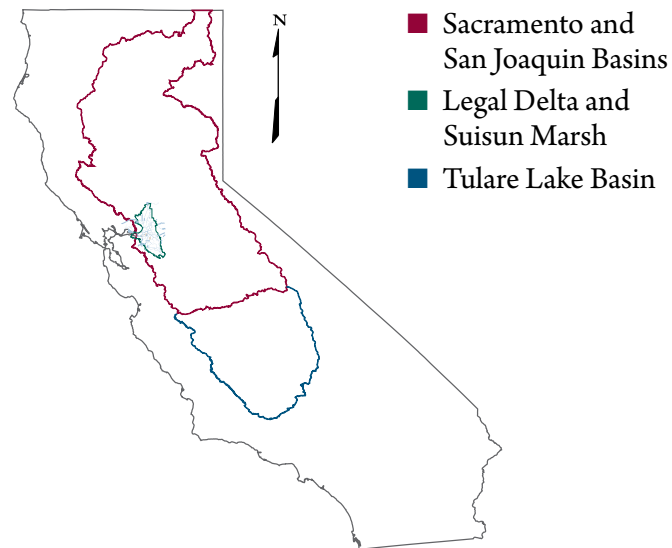 N
Sacramento and
San Joaquin Basins
Legal Delta and
Suisun Marsh
Tulare Lake Basin